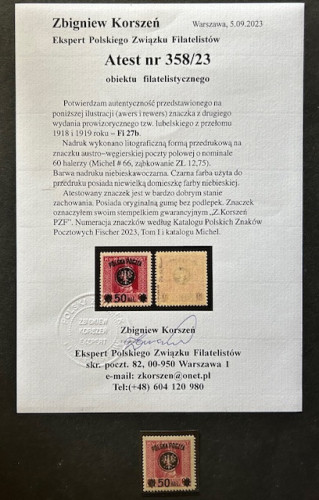 Zbigniew Korszeń
Warszawa, 5.09.2023
Ekspert Polskiego Związku Filatelistów
Atest nr 358/23
obiektu filatelistycznego
Potwierdzam autentyczność przedstawionego na
poniższej ilustracji (awers i rewers) znaczka z drugiego
wydania prowizorycznego tzw. lubelskiego z przełomu
1918 i 1919 roku – Fi 27b.
Nadruk wykonano litograficzną formą przedrukową na
znaczku austro-węgierskiej poczty polowej o nominale
60 halerzy (Michel # 66, ząbkowanie ZL 12,75).
Barwa nadruku niebieskawoczarna. Czarna farba użyta do
przedruku posiada niewielką domieszkę farby niebieskiej.
Atestowany znaczek jest w bardzo dobrym stanie
zachowania. Posiada oryginalną gumę bez podlepek. Znaczek
oznaczyłem swoim stempelkiem gwarancyjnym „Z.Korszeń
PZF”. Numeracja znaczków według Katalogu Polskich Znaków
Pocztowych Fischer 2023, Tom I i katalogu Michel.
POLSKA POCZTA
50 HAL.
ZBIGNIEW
KORSZEŃ
EKSPERT
Zbigniew Korszeń
Ekspert Polskiego Związku Filatelistów
skr. poczt. 82, 00-950 Warszawa 1
e-mail: zkorszen@onet.pl
Tel:(+48) 604 120 980
POLSKA POCZTA
50 HAL.